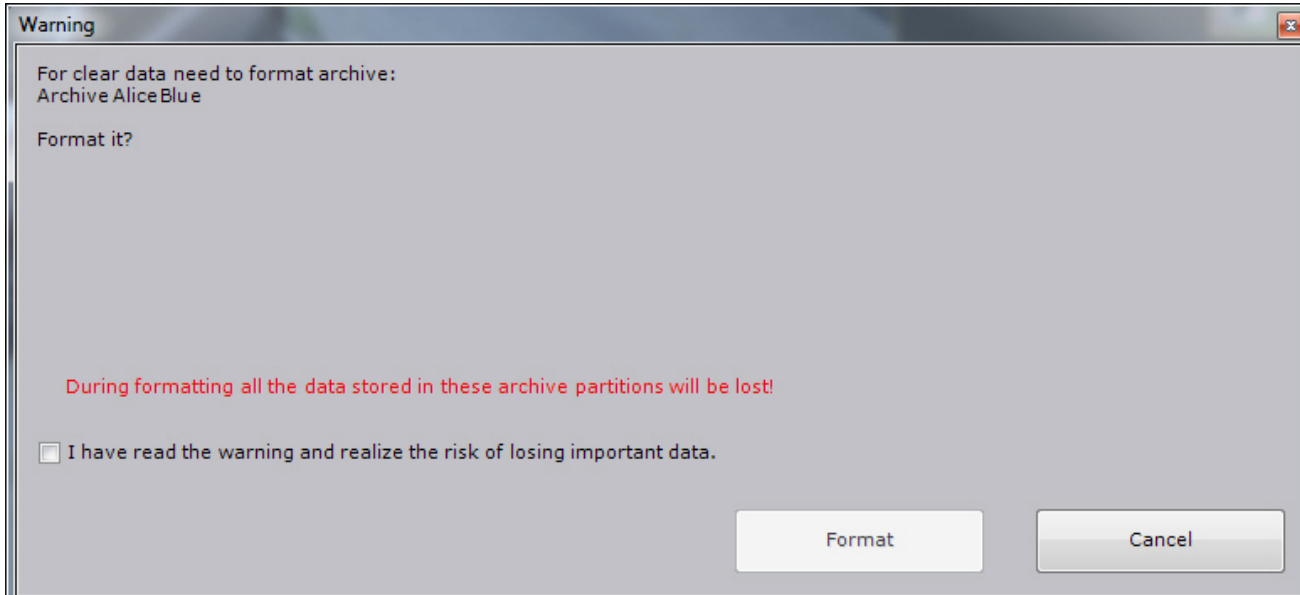 Warning
For clear data need to format archive:
Archive AliceBlue
Format it?
During formatting all the data stored in these archive partitions will be lost!
I have read the warning and realize the risk of losing important data.
Format
Cancel